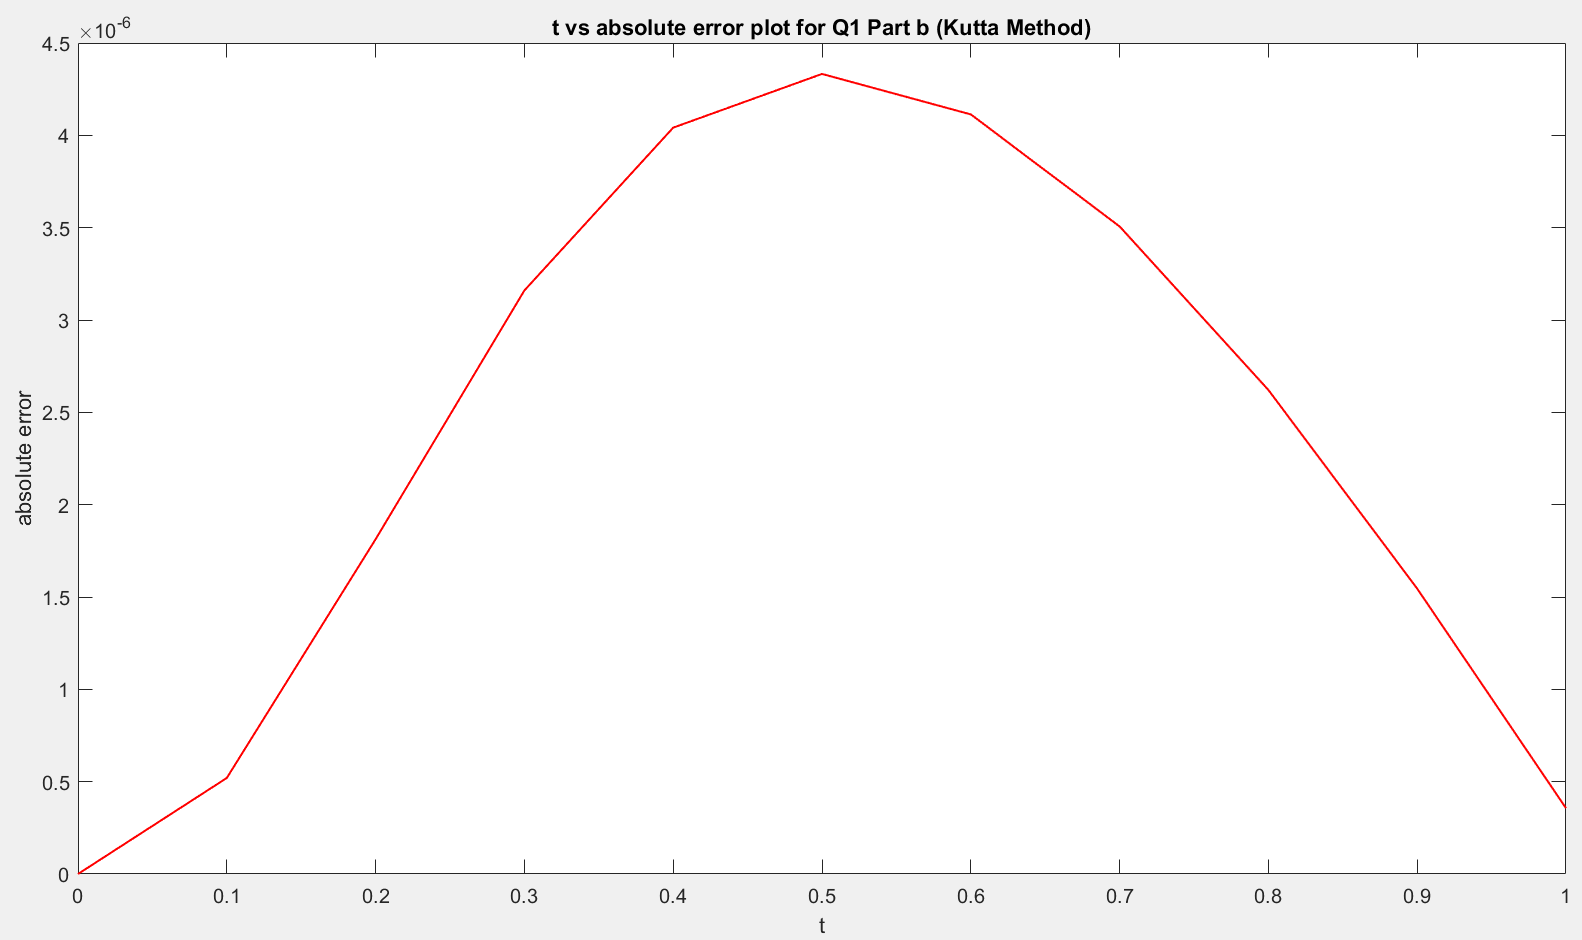 t vs absolute error plot for Q1 Part b (Kutta Method)
×10-6
4.5
4
3.5
3
2.5
2
1.5
1
0.5
0
absolute error
0 0.1 0.2 0.3 0.4 0.5 0.6 0.7 0.8 0.9 1
t